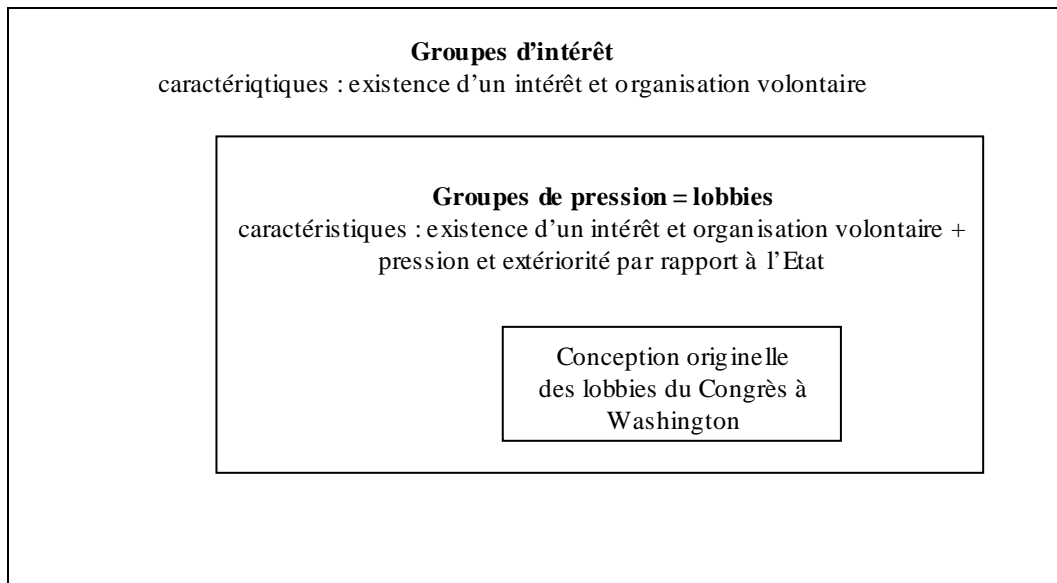 Groupes d’intérêt
caractériqtiques : existence d’un intérêt et organisation volontaire
Groupes de pression = lobbies
caractéristiques : existence d’un intérêt et organisation volontaire +
pression et extériorité par rapport à l’Etat
Conception originelle
des lobbies du Congrès à
Washington